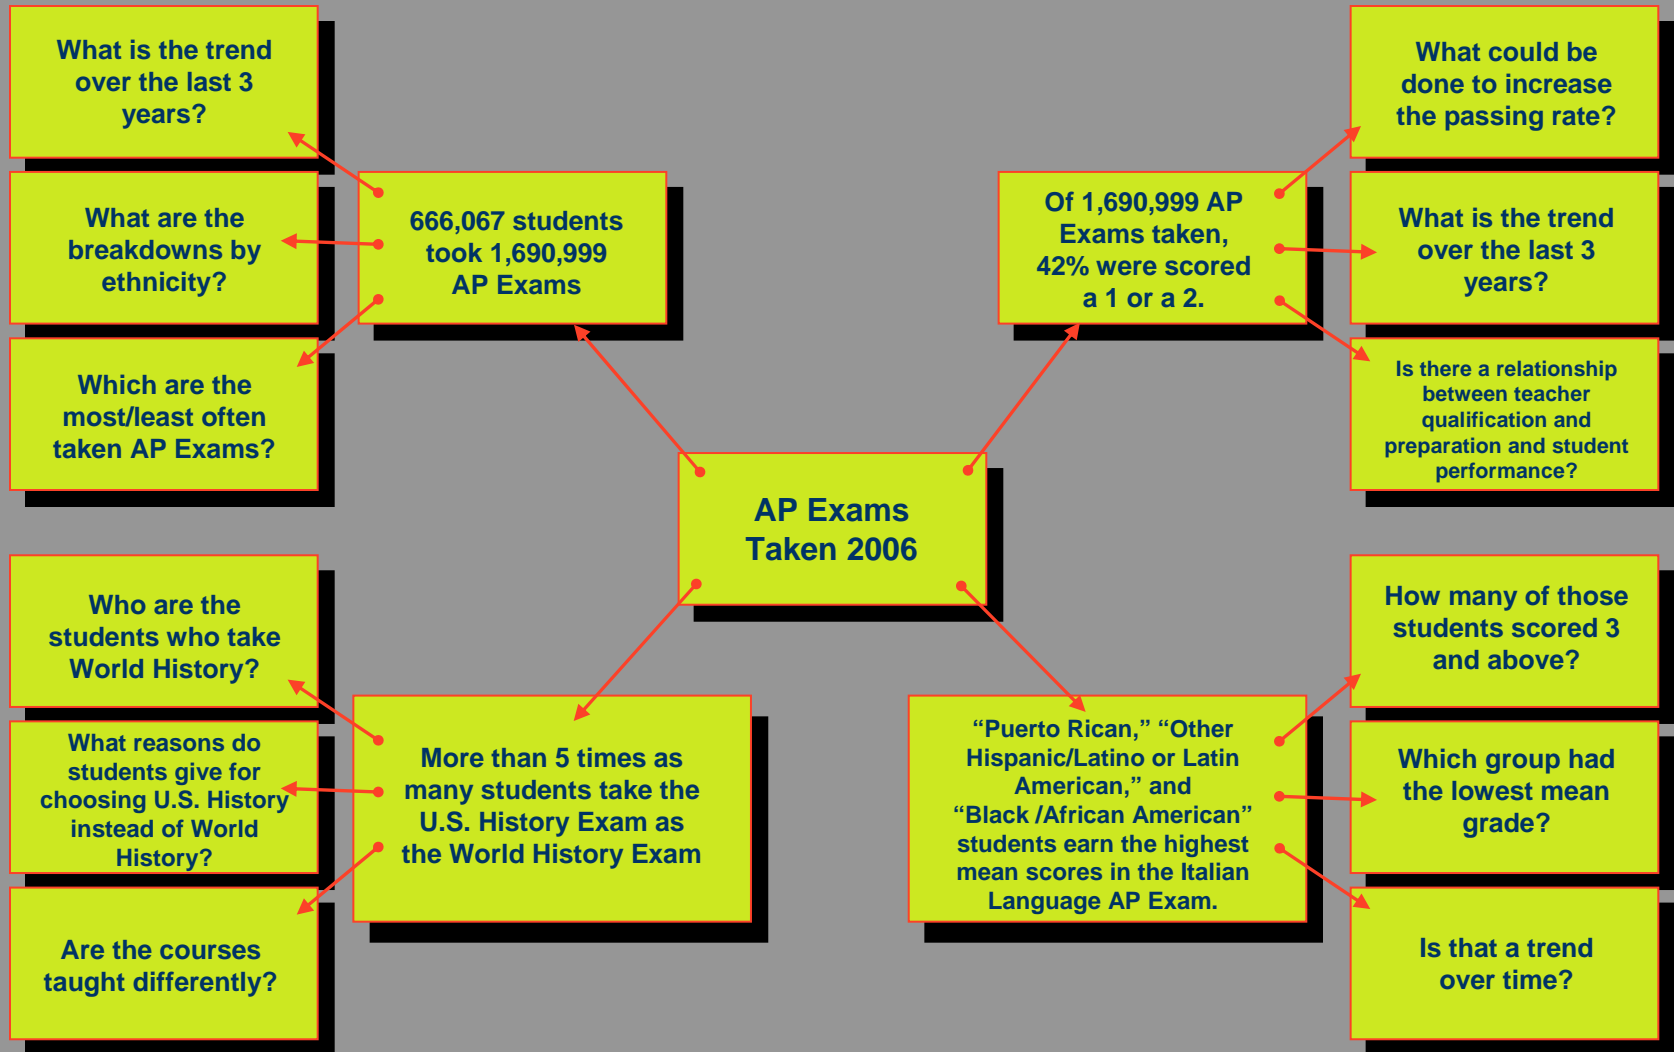 What is the trend
over the last 3
years?
What are the
breakdowns by
ethnicity?
Which are the
most/least often
taken AP Exams?
666,067 students
took 1,690,999
AP Exams
Of 1,690,999 AP
Exams taken,
42% were scored
a 1 or a 2.
What could be
done to increase
the passing rate?
What is the trend
over the last 3
years?
Is there a relationship
between teacher
qualification and
preparation and student
performance?
AP Exams
Taken 2006
Who are the
students who take
World History?
What reasons do
students give for
choosing U.S. History
instead of World
History?
Are the courses
taught differently?
More than 5 times as
many students take the
U.S. History Exam as
the World History Exam
“Puerto Rican,” “Other
Hispanic/Latino or Latin
American,” and
“Black /African American”
students earn the highest
mean scores in the Italian
Language AP Exam.
How many of those
students scored 3
and above?
Which group had
the lowest mean
grade?
Is that a trend
over time?